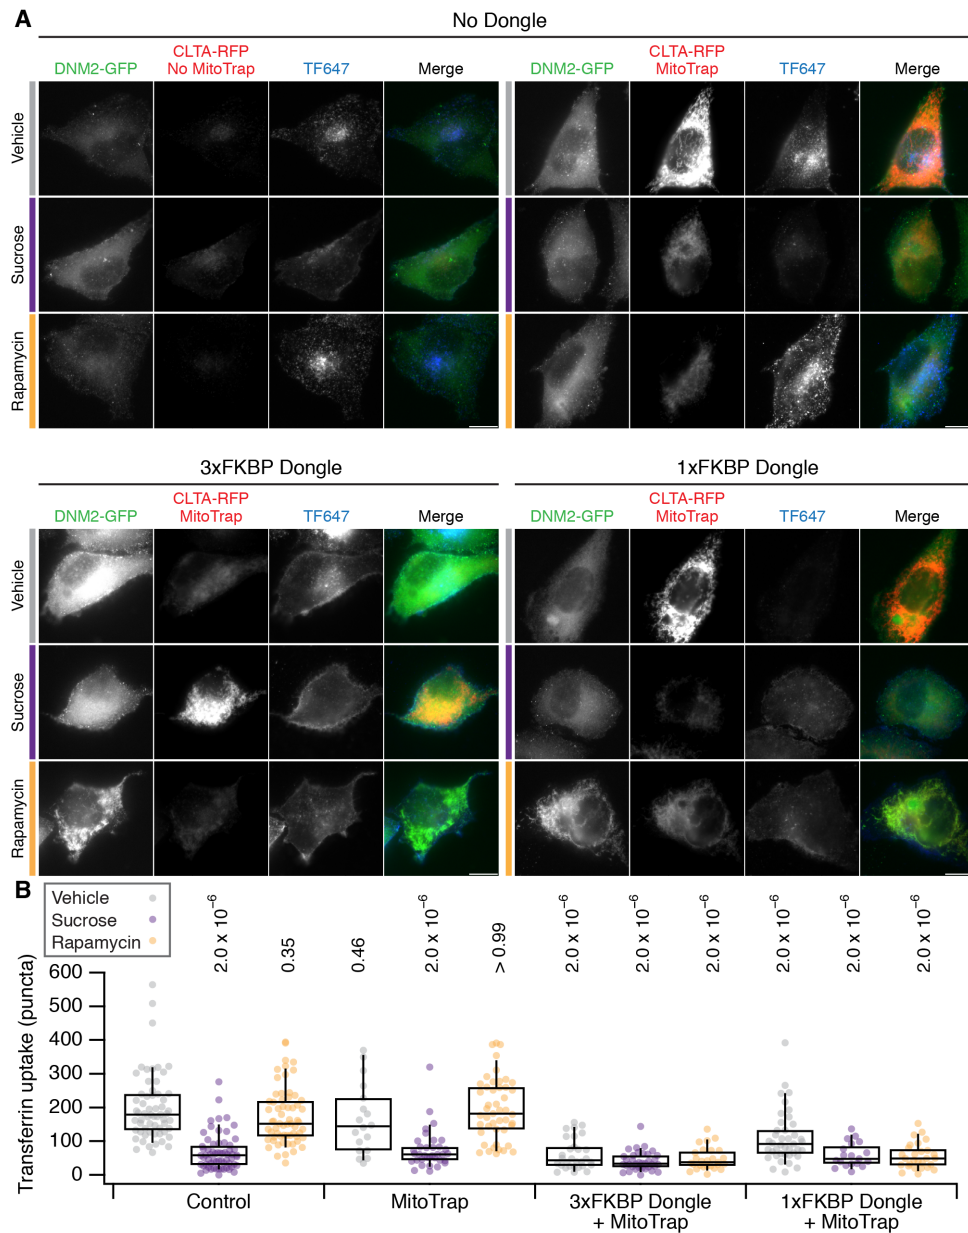 A
No Dongle
DNM2-GFP
CLTA-RFP
No MitoTrap
TF647
Merge
DNM2-GFP
CLTA-RFP
MitoTrap
TF647
Merge
Vehicle
Sucrose
Rapamycin
3xFKBP Dongle
1xFKBP Dongle
DNM2-GFP
CLTA-RFP
MitoTrap
TF647
Merge
DNM2-GFP
CLTA-RFP
MitoTrap
TF647
Merge
Vehicle
Sucrose
Rapamycin
B
Vehicle
Sucrose
Rapamycin
2.0 x 10⁻⁶
0.35
0.46
2.0 x 10⁻⁶
> 0.99
2.0 x 10⁻⁶
2.0 x 10⁻⁶
2.0 x 10⁻⁶
2.0 x 10⁻⁶
2.0 x 10⁻⁶
2.0 x 10⁻⁶
Transferrin uptake (puncta)
600
500
400
300
200
100
0
Control
MitoTrap
3xFKBP Dongle
+ MitoTrap
1xFKBP Dongle
+ MitoTrap